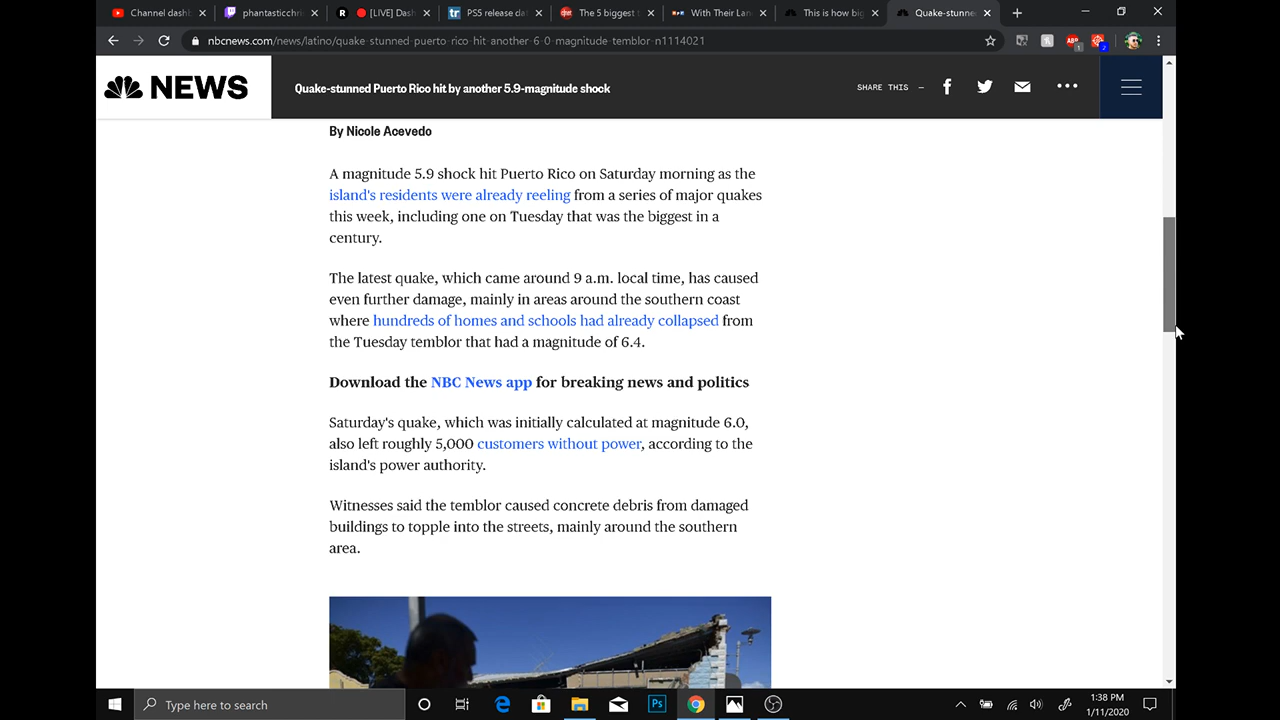 Channel dashb
phantasticchri
[LIVE] Dash
PS5 release da
The 5 biggest
With Their Lan
This is how big
Quake-stunne
nbcnews.com/news/latino/quake-stunned-puerto-rico-hit-another-6-0-magnitude-temblor-n1114021
NEWS
Quake-stunned Puerto Rico hit by another 5.9-magnitude shock
SHARE THIS –
By Nicole Acevedo
A magnitude 5.9 shock hit Puerto Rico on Saturday morning as the
island's residents were already reeling from a series of major quakes
this week, including one on Tuesday that was the biggest in a
century.
The latest quake, which came around 9 a.m. local time, has caused
even further damage, mainly in areas around the southern coast
where hundreds of homes and schools had already collapsed from
the Tuesday temblor that had a magnitude of 6.4.
Download the NBC News app for breaking news and politics
Saturday's quake, which was initially calculated at magnitude 6.0,
also left roughly 5,000 customers without power, according to the
island's power authority.
Witnesses said the temblor caused concrete debris from damaged
buildings to topple into the streets, mainly around the southern
area.
Type here to search
Ps
1:38 PM
1/11/2020